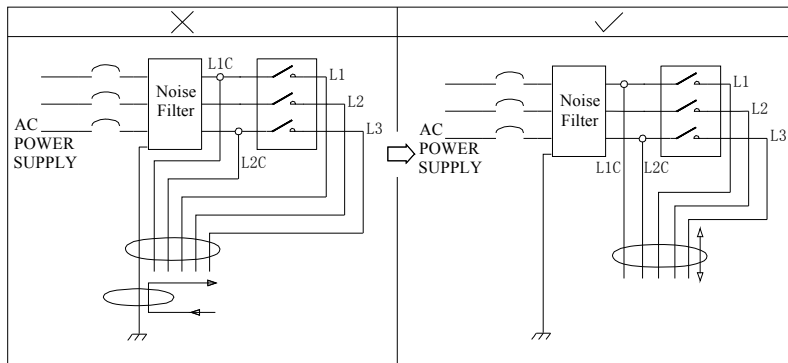 L1C
L1
Noise
Filter
L2
L3
AC
POWER
SUPPLY
L2C
L1
Noise
Filter
L2
L3
AC
POWER
SUPPLY
L1C
L2C